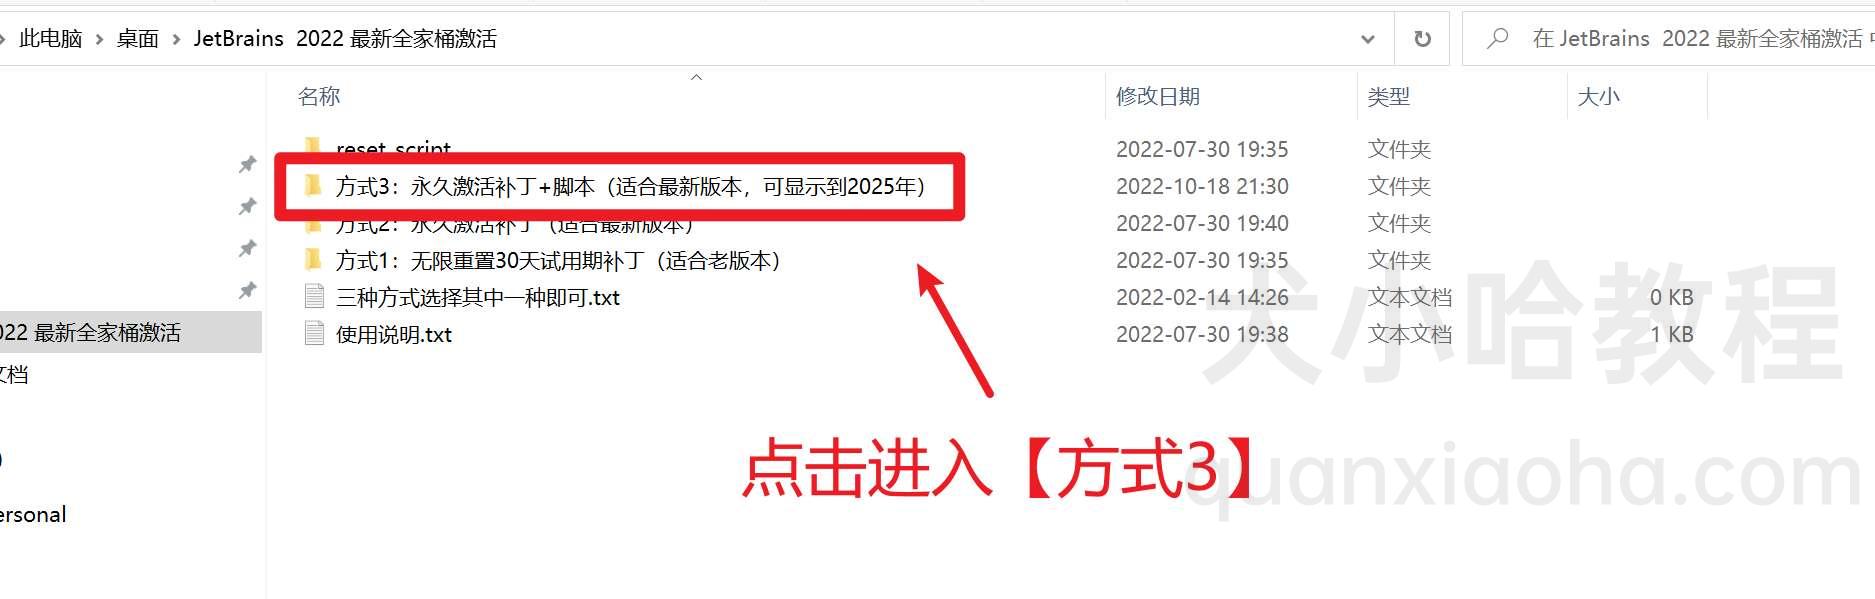 此电脑 > 桌面 > JetBrains 2022 最新全家桶激活
在 JetBrains 2022 最新全家桶激活
名称 修改日期 类型 大小
reset_script 2022-07-30 19:35 文件夹
方式3：永久激活补丁+脚本（适合最新版本，可显示到2025年） 2022-10-18 21:30 文件夹
方式2：永久激活补丁（适合最新版本） 2022-07-30 19:40 文件夹
方式1：无限重置30天试用期补丁（适合老版本） 2022-07-30 19:35 文件夹
三种方式选择其中一种即可.txt 2022-02-14 14:26 文本文档 0 KB
使用说明.txt 2022-07-30 19:38 文本文档 1 KB
022 最新全家桶激活
文档
ersonal
点击进入【方式3】
犬小哈教程
quanxiaoha.com